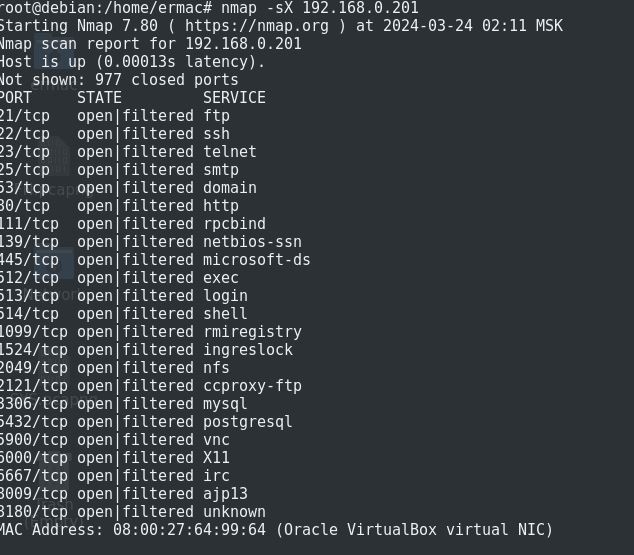 root@debian:/home/ermac# nmap -sX 192.168.0.201
Starting Nmap 7.80 ( https://nmap.org ) at 2024-03-24 02:11 MSK
Nmap scan report for 192.168.0.201
Host is up (0.00013s latency).
Not shown: 977 closed ports
PORT STATE SERVICE
21/tcp open|filtered ftp
22/tcp open|filtered ssh
23/tcp open|filtered telnet
25/tcp open|filtered smtp
53/tcp open|filtered domain
80/tcp open|filtered http
111/tcp open|filtered rpcbind
139/tcp open|filtered netbios-ssn
445/tcp open|filtered microsoft-ds
512/tcp open|filtered exec
513/tcp open|filtered login
514/tcp open|filtered shell
1099/tcp open|filtered rmiregistry
1524/tcp open|filtered ingreslock
2049/tcp open|filtered nfs
2121/tcp open|filtered ccproxy-ftp
3306/tcp open|filtered mysql
5432/tcp open|filtered postgresql
5900/tcp open|filtered vnc
6000/tcp open|filtered X11
6667/tcp open|filtered irc
8009/tcp open|filtered ajp13
8180/tcp open|filtered unknown
MAC Address: 08:00:27:64:99:64 (Oracle VirtualBox virtual NIC)